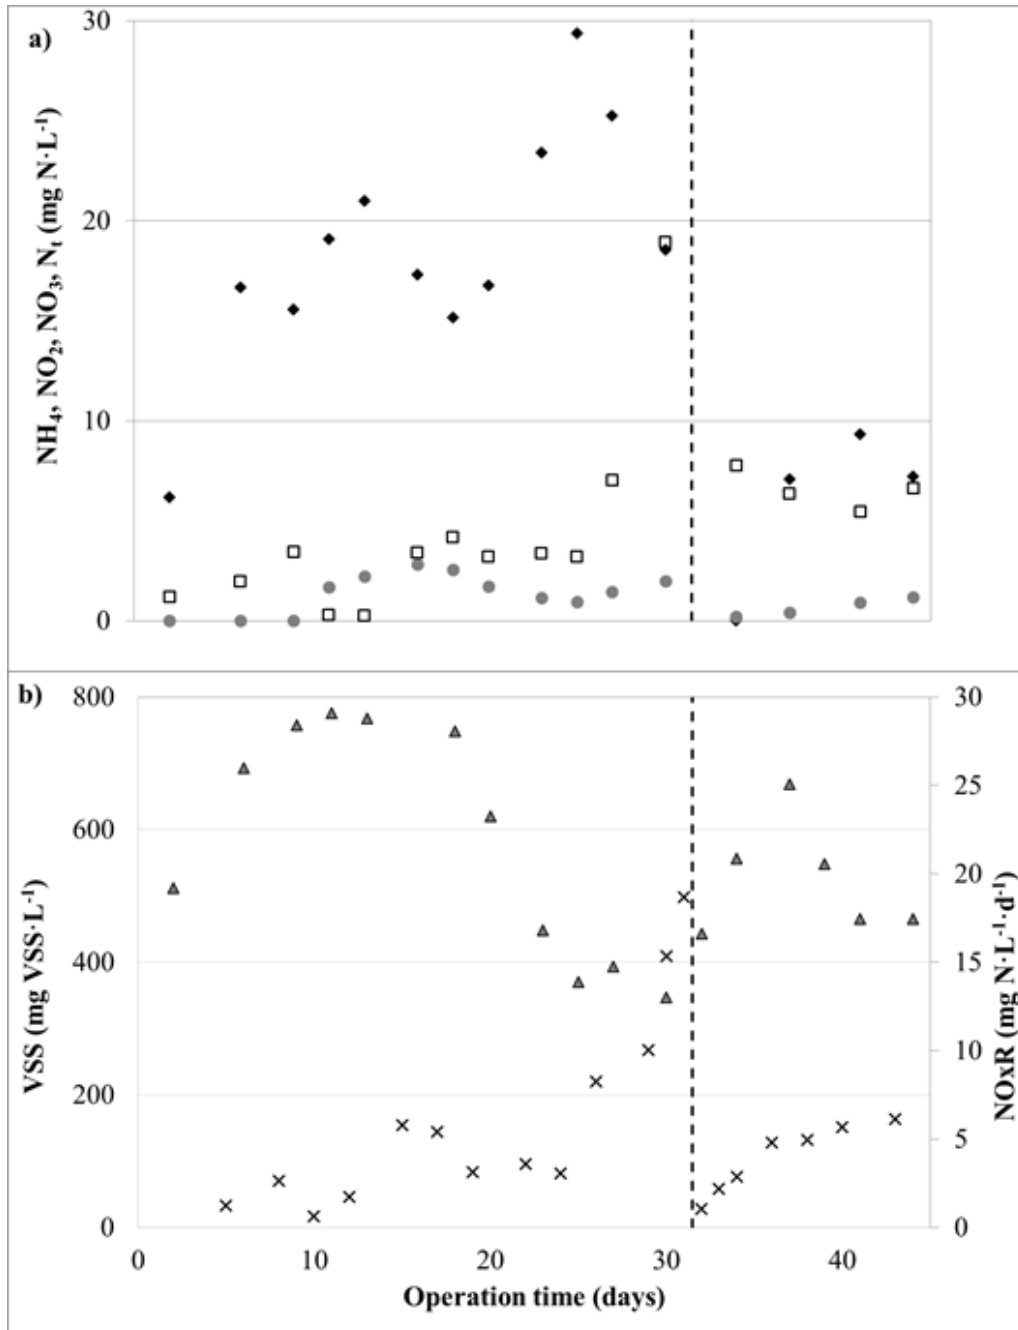 a)
NH₄, NO₂, NO₃, Nₜ (mg N·L⁻¹)
30
20
10
0
b)
VSS (mg VSS·L⁻¹)
800
600
400
200
0
30
25
20
15
10
5
0
NOxR (mg N·L⁻¹·d⁻¹)
0 10 20 30 40
Operation time (days)